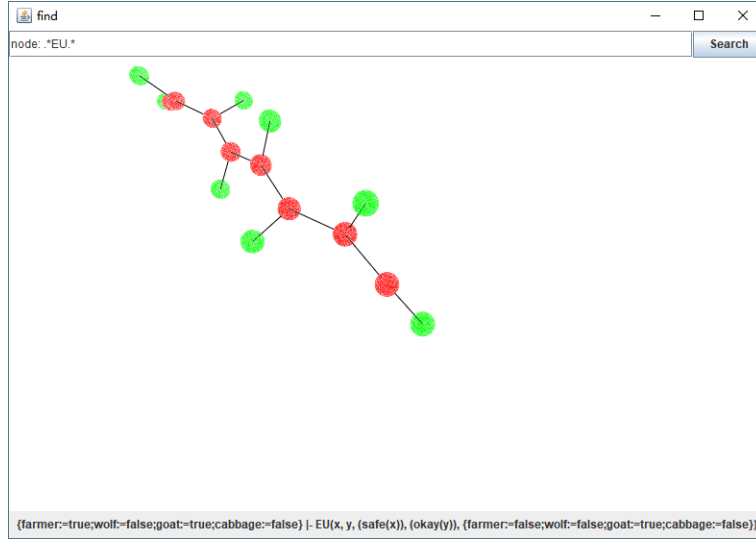 find
node: .*EU.*
Search
{farmer:=true;wolf:=false;goat:=true;cabbage:=false} |- EU(x, y, (safe(x)), (okay(y)), {farmer:=false;wolf:=false;goat:=true;cabbage:=false})